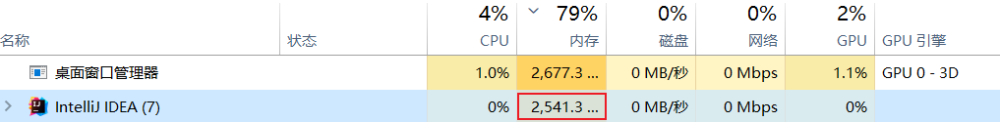 4% 79% 0% 0% 2%
名称 状态 CPU 内存 磁盘 网络 GPU GPU 引擎
桌面窗口管理器 1.0% 2,677.3 ... 0 MB/秒 0 Mbps 1.1% GPU 0 - 3D
IntelliJ IDEA (7) 0% 2,541.3 ... 0 MB/秒 0 Mbps 0%